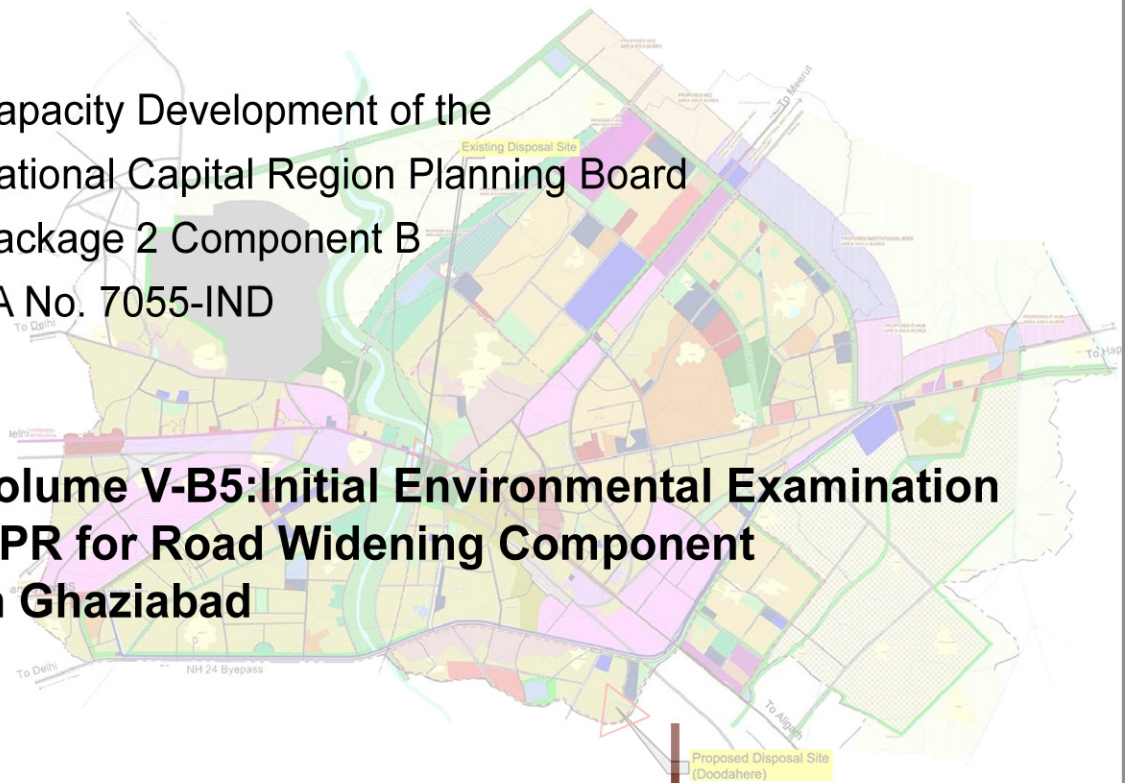 To Meerut
apacity Development of the
Existing Disposal Site
ational Capital Region Planning Board
ackage 2 Component B
A No. 7055-IND
To Delhi
To Hap
elhi
olume V-B5:Initial Environmental Examination
PR for Road Widening Component
n Ghaziabad
To Delhi
NH 24 Byepass
To Aligarh
Proposed Disposal Site
(Doodahere)